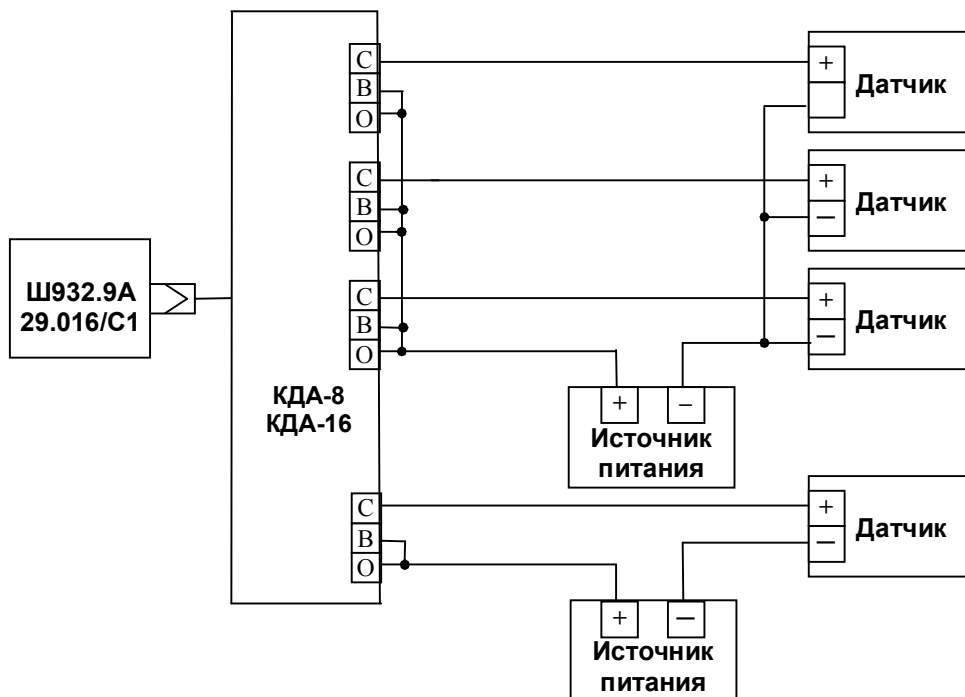 С
В
О
+
Датчик
С
В
О
+
–
Датчик
Ш932.9А
29.016/С1
С
В
О
+
–
Датчик
КДА-8
КДА-16
+
–
Источник
питания
С
В
О
+
–
Датчик
+
–
Источник
питания